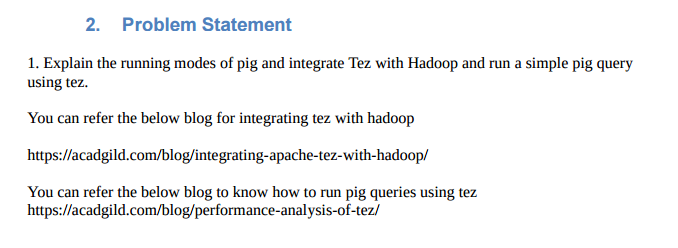 2. Problem Statement
1. Explain the running modes of pig and integrate Tez with Hadoop and run a simple pig query
using tez.
You can refer the below blog for integrating tez with hadoop
https://acadgild.com/blog/integrating-apache-tez-with-hadoop/
You can refer the below blog to know how to run pig queries using tez
https://acadgild.com/blog/performance-analysis-of-tez/